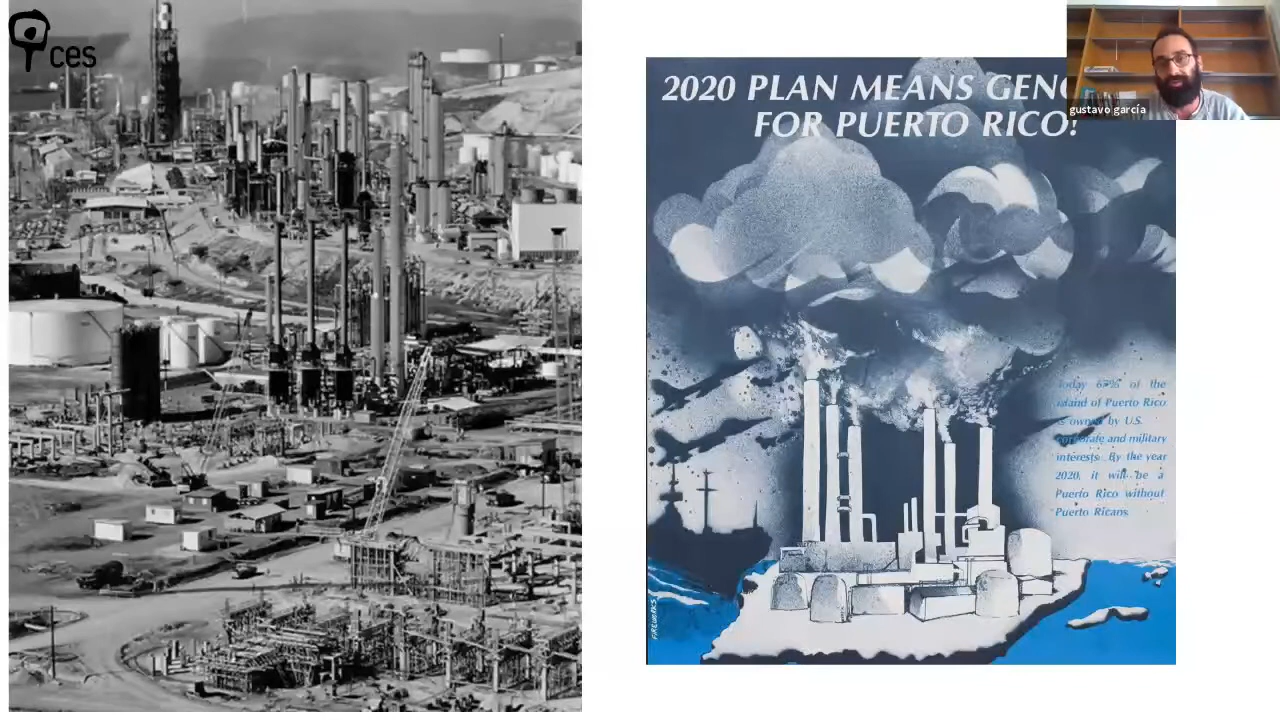 ces
2020 PLAN MEANS GENO
FOR PUERTO RICO!
gustavo garcía
Today 67% of the
island of Puerto Rico
is owned by U.S.
corporate and military
interests. By the year
2020, it will be a
Puerto Rico without
Puerto Ricans
FIREWORKS